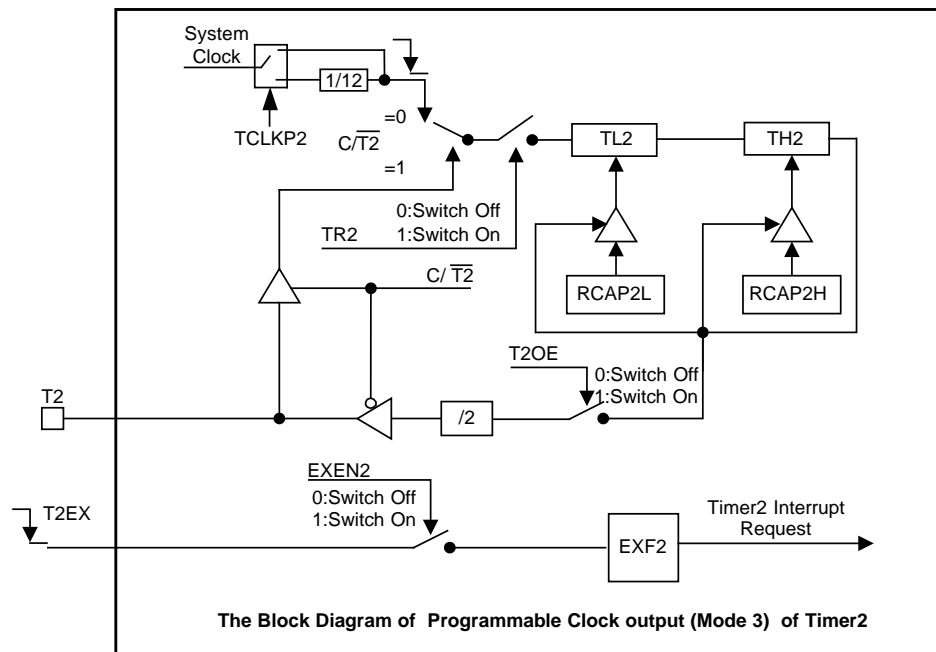 System
Clock
1/12
TCLKP2
=0
C/T2
=1
TL2
TH2
0:Switch Off
1:Switch On
TR2
RCAP2L
RCAP2H
C/ T2
T2OE
0:Switch Off
1:Switch On
T2
/2
EXEN2
0:Switch Off
1:Switch On
T2EX
EXF2
Timer2 Interrupt
Request
The Block Diagram of Programmable Clock output (Mode 3) of Timer2